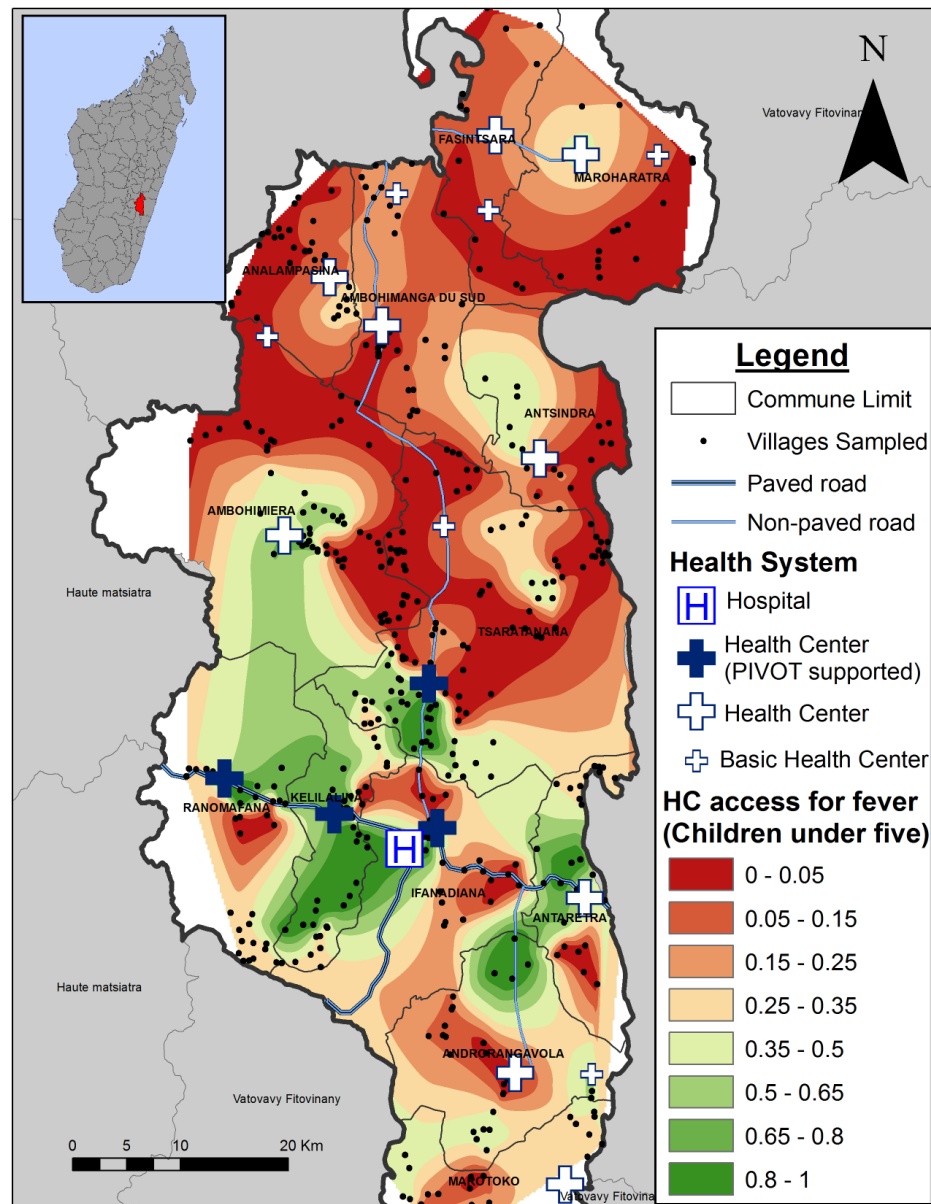 N
Vatovavy Fitovinany
FASINTSARA
MAROHARATRA
ANALAMPASINA
AMBOHIMANGA DU SUD
ANTSINDRA
AMBOHIMIERA
Haute matsiatra
TSARATANANA
RANOMAFANA
KELILALINA
H
IFANADIANA
ANTARETRA
Haute matsiatra
ANDRORANGAVOLA
Vatovavy Fitovinany
MAROTOKO
Vatovavy Fitovinany
0 10 20 Km
Legend
Commune Limit
Villages Sampled
Paved road
Non-paved road
Health System
H Hospital
Health Center
(PIVOT supported)
Health Center
Basic Health Center
HC access for fever
(Children under five)
0 - 0.05
0.05 - 0.15
0.15 - 0.25
0.25 - 0.35
0.35 - 0.5
0.5 - 0.65
0.65 - 0.8
0.8 - 1